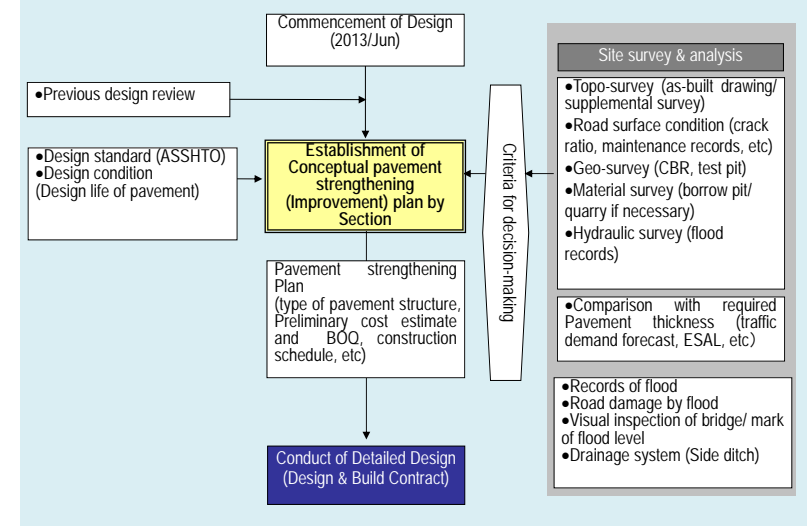 Commencement of Design
(2013/Jun)
Site survey & analysis
●Previous design review
●Topo-survey (as-built drawing/
supplemental survey)
●Road surface condition (crack
ratio, maintenance records, etc)
●Geo-survey (CBR, test pit)
●Material survey (borrow pit/
quarry if necessary)
●Hydraulic survey (flood
records)
●Design standard (ASSHTO)
●Design condition
(Design life of pavement)
Establishment of
Conceptual pavement
strengthening
(Improvement) plan by
Section
Criteria for decision-making
Pavement strengthening
Plan
(type of pavement structure,
Preliminary cost estimate
and BOQ, construction
schedule, etc)
●Comparison with required
Pavement thickness (traffic
demand forecast, ESAL, etc)
●Records of flood
●Road damage by flood
●Visual inspection of bridge/ mark
of flood level
●Drainage system (Side ditch)
Conduct of Detailed Design
(Design & Build Contract)